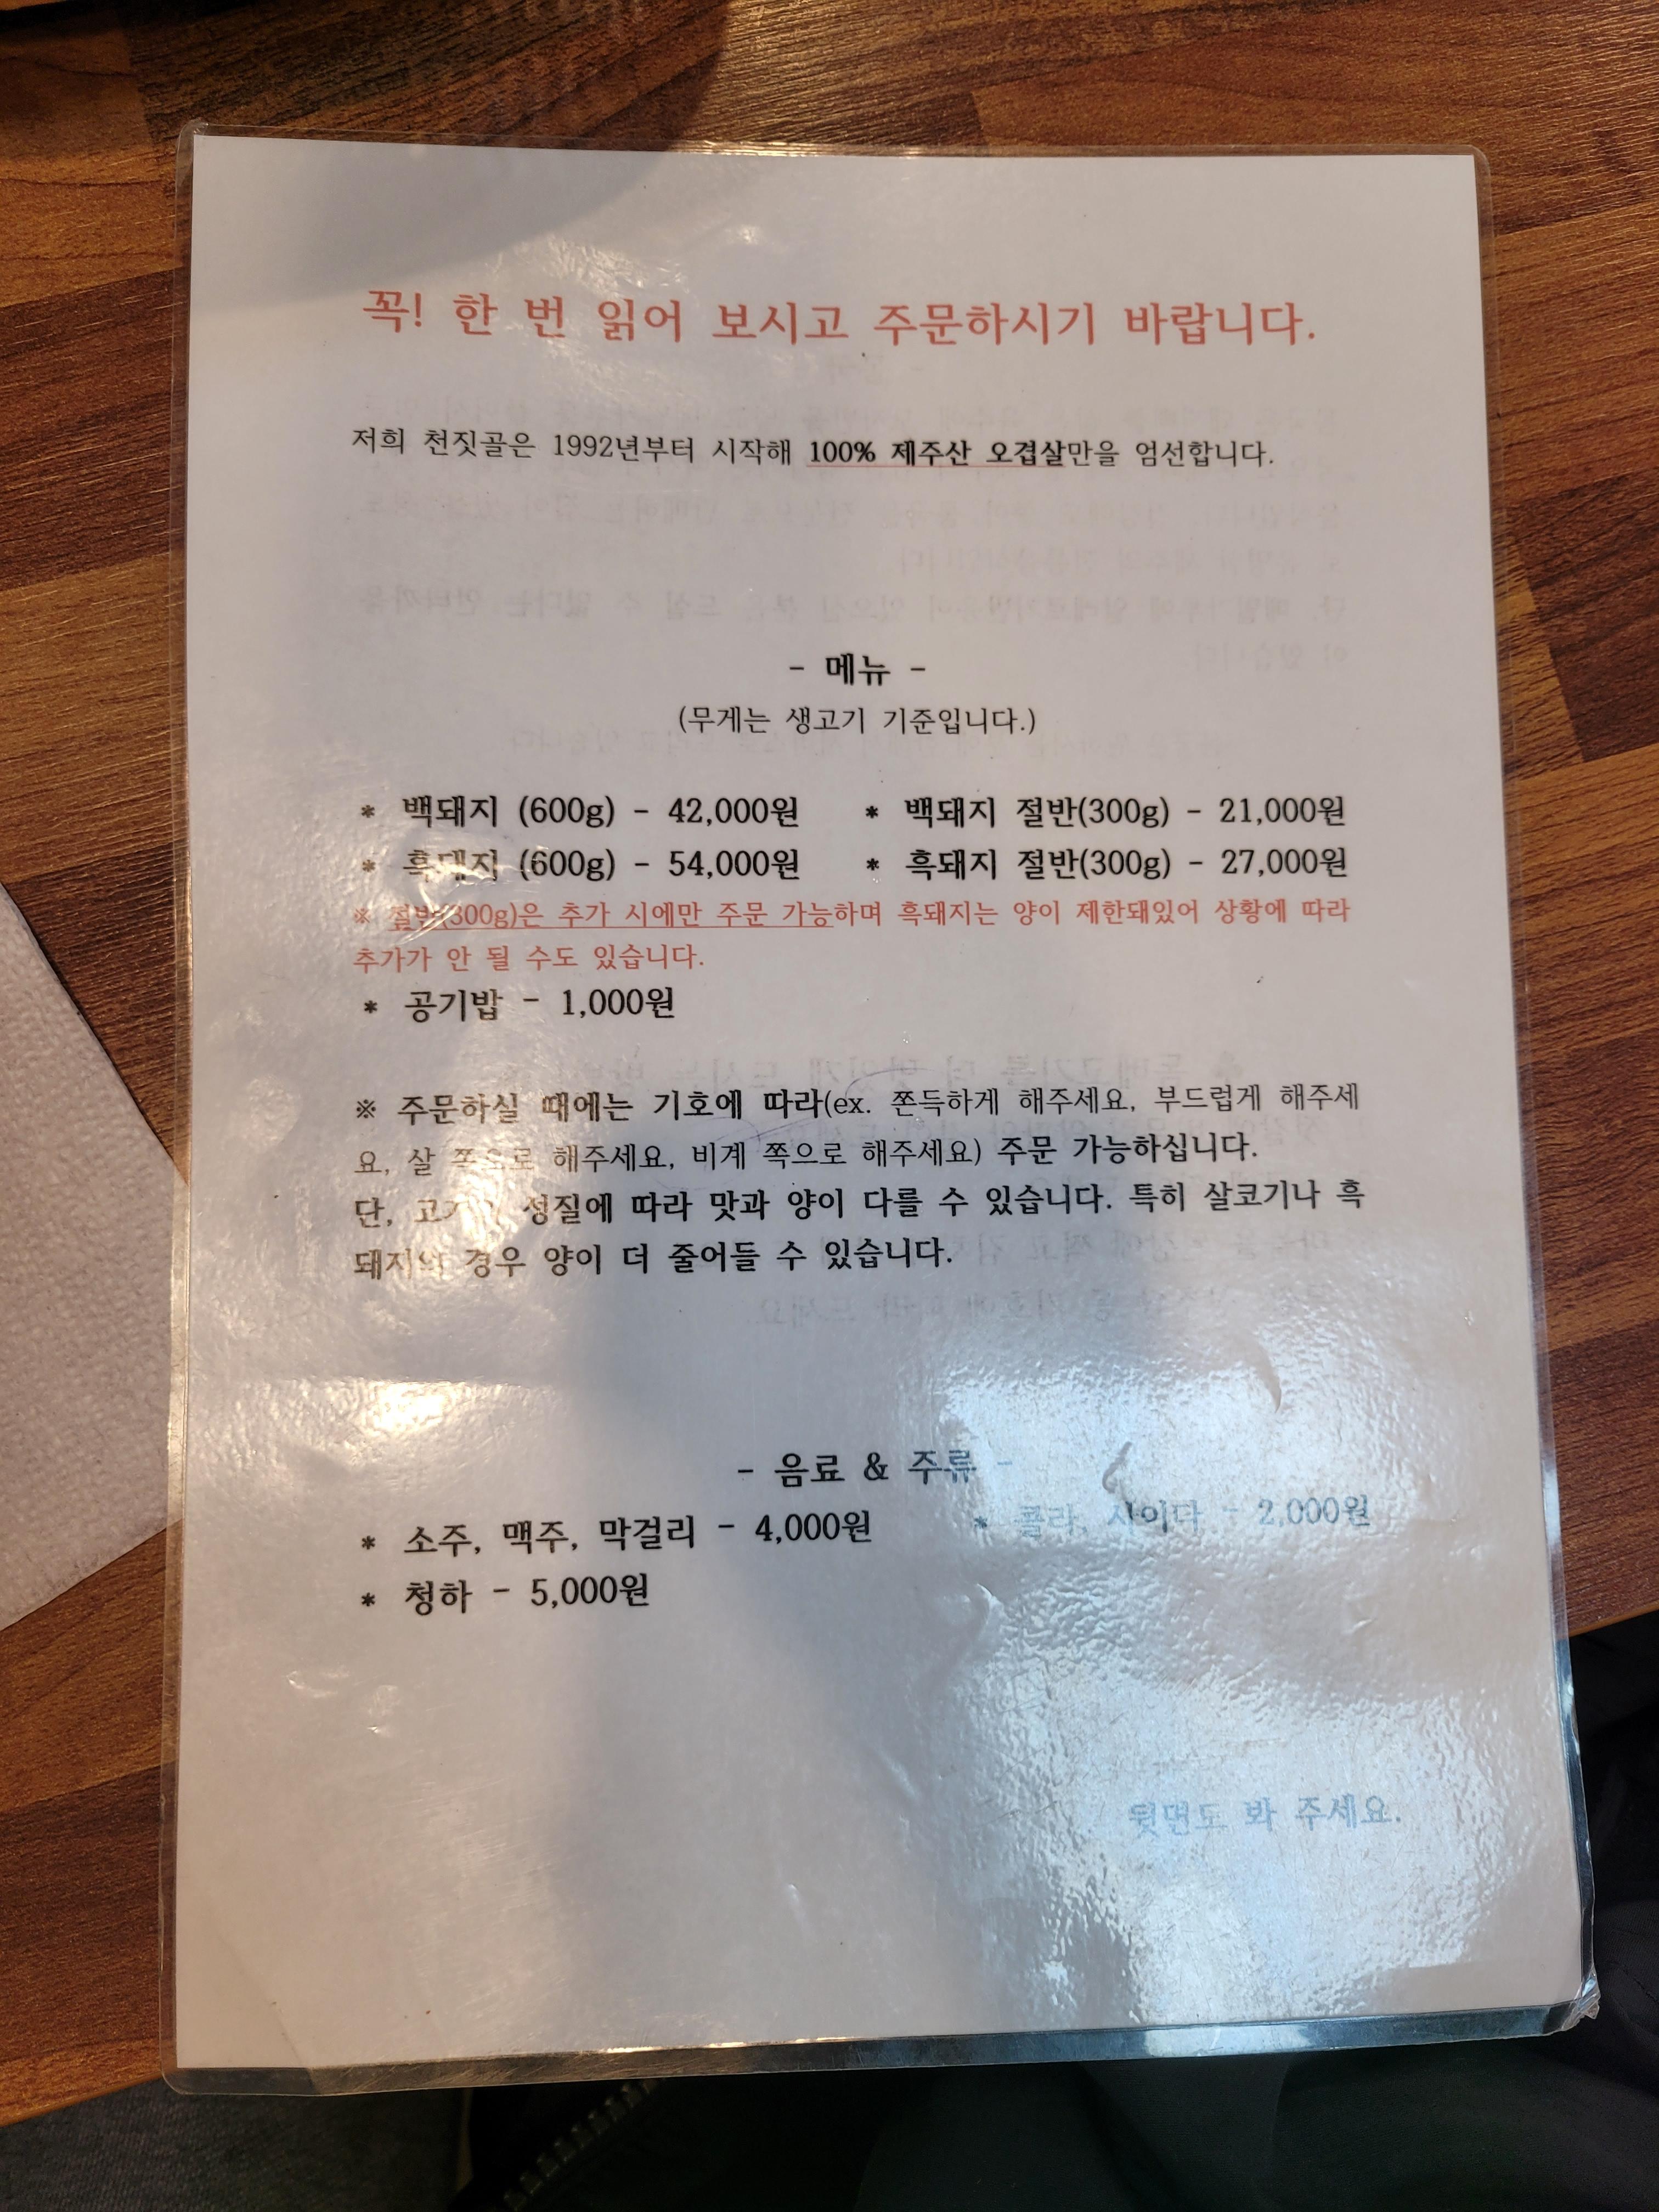 꼭! 한 번 읽어 보시고 주문하시기 바랍니다.
저희 천짓골은 1992년부터 시작해 100% 제주산 오겹살만을 엄선합니다.
- 메뉴 -
(무게는 생고기 기준입니다.)
* 백돼지 (600g) - 42,000원 * 백돼지 절반(300g) - 21,000원
* 흑돼지 (600g) - 54,000원 * 흑돼지 절반(300g) - 27,000원
※ 절반(300g)은 추가 시에만 주문 가능하며 흑돼지는 양이 제한돼있어 상황에 따라
추가가 안 될 수도 있습니다.
* 공기밥 - 1,000원
※ 주문하실 때에는 기호에 따라(ex. 쫀득하게 해주세요, 부드럽게 해주세
요, 살 쪽으로 해주세요, 비계 쪽으로 해주세요) 주문 가능하십니다.
단, 성질에 따라 맛과 양이 다를 수 있습니다. 특히 살코기나 흑
돼지의 경우 양이 더 줄어들 수 있습니다.
- 음료 & 주류 -
* 소주, 맥주, 막걸리 - 4,000원 * 콜라, 사이다 - 2,000원
* 청하 - 5,000원
뒷면도 봐 주세요.